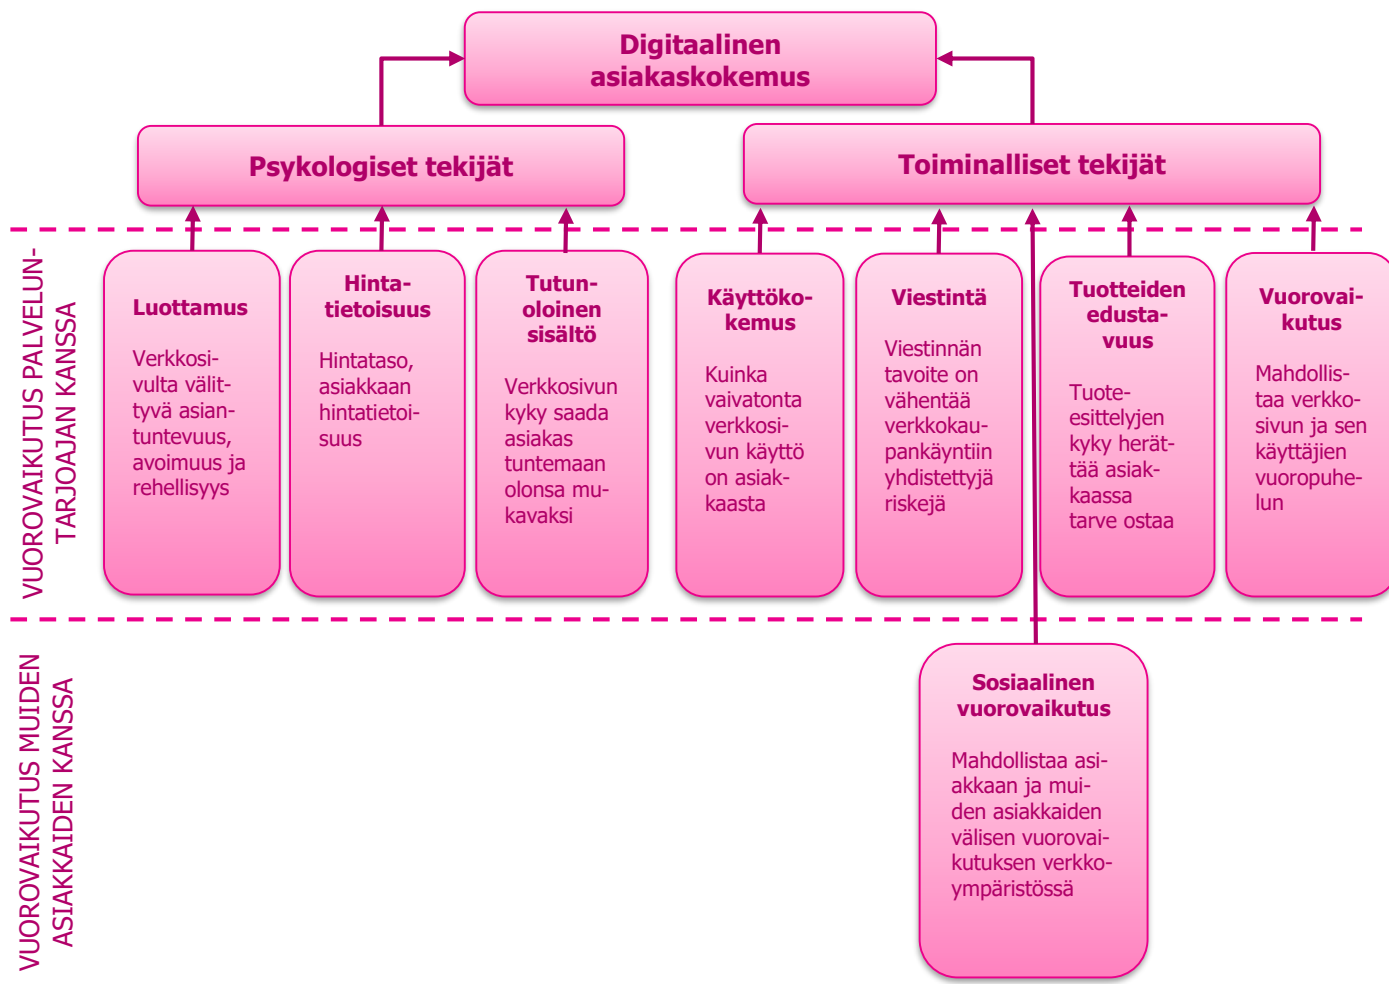 Digitaalinen
asiakaskokemus
Psykologiset tekijät
Toiminalliset tekijät
VUOROVAIKUTUS PALVELUN-
TARJOAJAN KANSSA
Luottamus
Verkkosi-
vulta välit-
tyvä asian-
tuntevuus,
avoimuus ja
rehellisyys
Hinta-
tietoisuus
Hintataso,
asiakkaan
hintatietoi-
suus
Tutun-
oloinen
sisältö
Verkkosivun
kyky saada
asiakas
tuntemaan
olonsa mu-
kavaksi
Käyttöko-
kemus
Kuinka
vaivatonta
verkkosi-
vun käyttö
on asiak-
kaasta
Viestintä
Viestinnän
tavoite on
vähentää
verkkokau-
pankäyntiin
yhdistettyjä
riskejä
Tuotteiden
edusta-
vuus
Tuote-
esittelyjen
kyky herät-
tää asiak-
kaassa
tarve ostaa
Vuorovai-
kutus
Mahdollis-
taa verkko-
sivun ja sen
käyttäjien
vuoropuhe-
lun
VUOROVAIKUTUS MUIDEN
ASIAKKAIDEN KANSSA
Sosiaalinen
vuorovaikutus
Mahdollistaa asi-
akkaan ja mui-
den asiakkaiden
välisen vuorovai-
kutuksen verkko-
ympäristössä